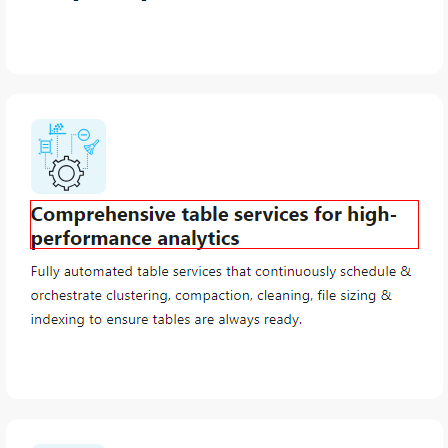 Comprehensive table services for high-
performance analytics
Fully automated table services that continuously schedule &
orchestrate clustering, compaction, cleaning, file sizing &
indexing to ensure tables are always ready.